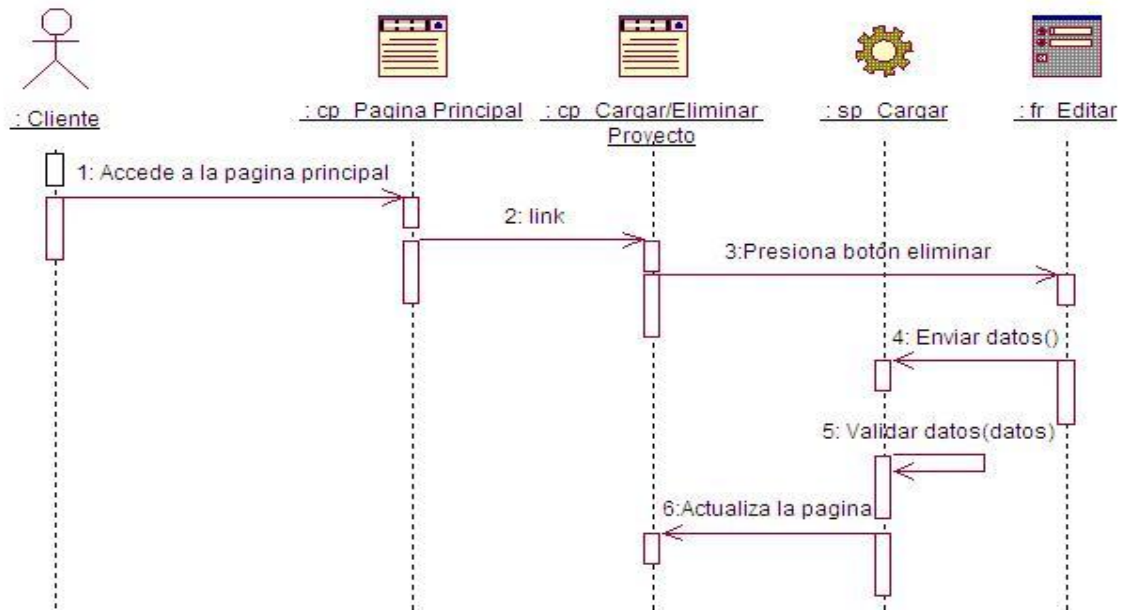 : Cliente
: cp_Pagina Principal
: cp_Cargar/Eliminar
Proyecto
: sp_Cargar
: fr_Editar
1: Accede a la pagina principal
2: link
3:Presiona botón eliminar
4: Enviar datos()
5: Validar datos(datos)
6:Actualiza la pagina